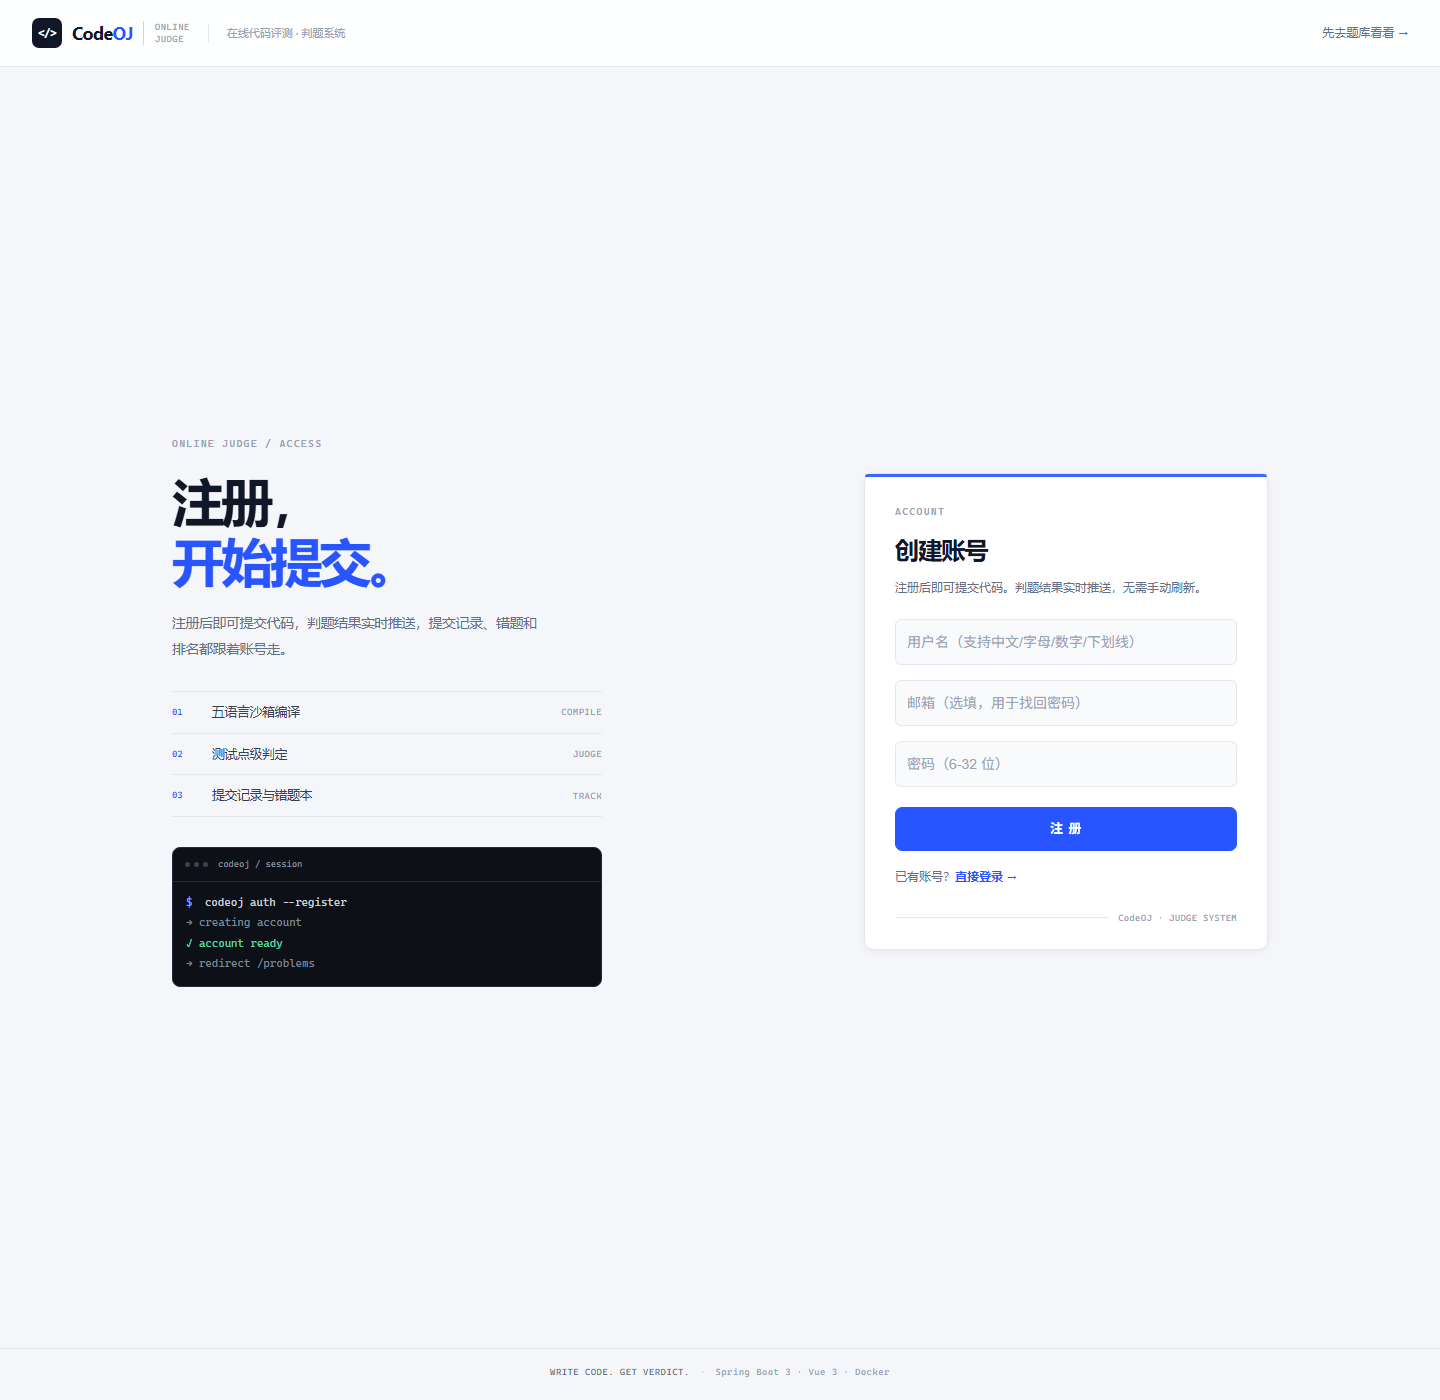 </> CodeOJ
ONLINE
JUDGE
在线代码评测 · 判题系统
先去题库看看 →
ONLINE JUDGE / ACCESS
注册,
开始提交。
注册后即可提交代码，判题结果实时推送，提交记录、错题和
排名都跟着账号走。
01 五语言沙箱编译 COMPILE
02 测试点级判定 JUDGE
03 提交记录与错题本 TRACK
codeoj / session
$ codeoj auth --register
→ creating account
✓ account ready
→ redirect /problems
ACCOUNT
创建账号
注册后即可提交代码。判题结果实时推送，无需手动刷新。
用户名（支持中文/字母/数字/下划线）
邮箱（选填，用于找回密码）
密码（6-32 位）
注 册
已有账号？直接登录 →
CodeOJ · JUDGE SYSTEM
WRITE CODE. GET VERDICT. · Spring Boot 3 · Vue 3 · Docker